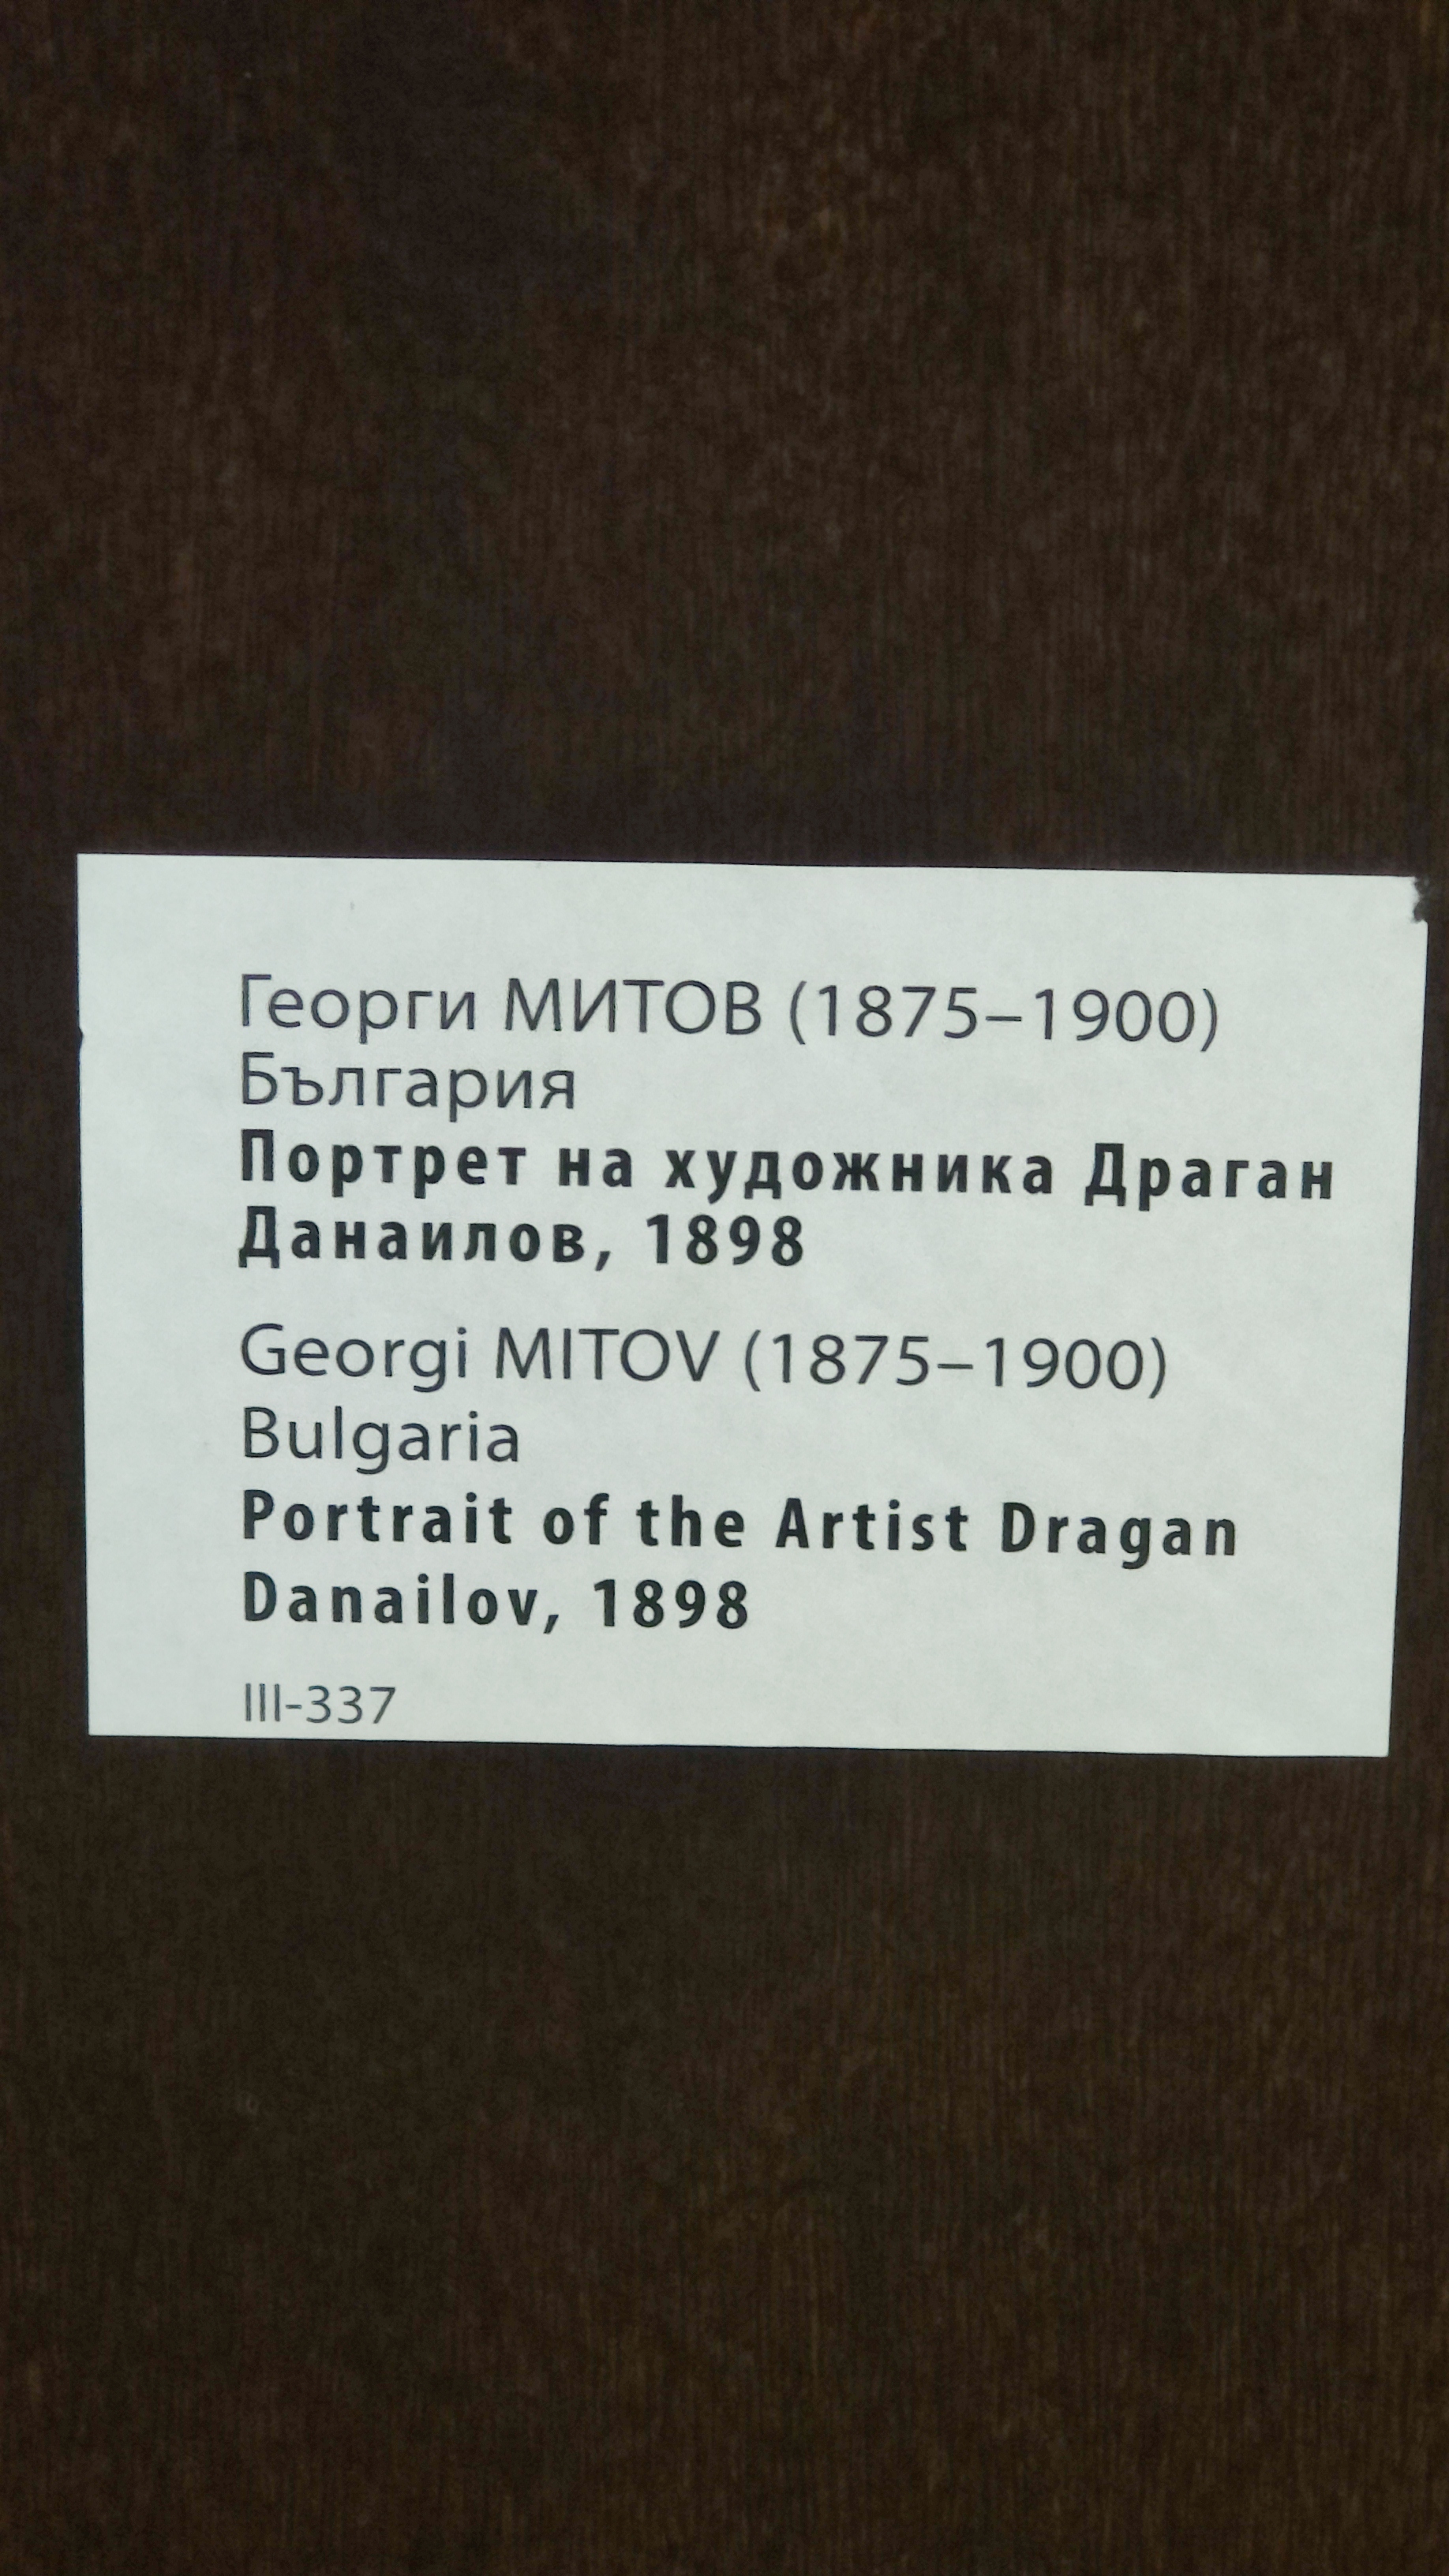 Георги МИТОВ (1875–1900)
България
Портрет на художника Драган
Данаилов, 1898
Georgi MITOV (1875–1900)
Bulgaria
Portrait of the Artist Dragan
Danailov, 1898
III-337